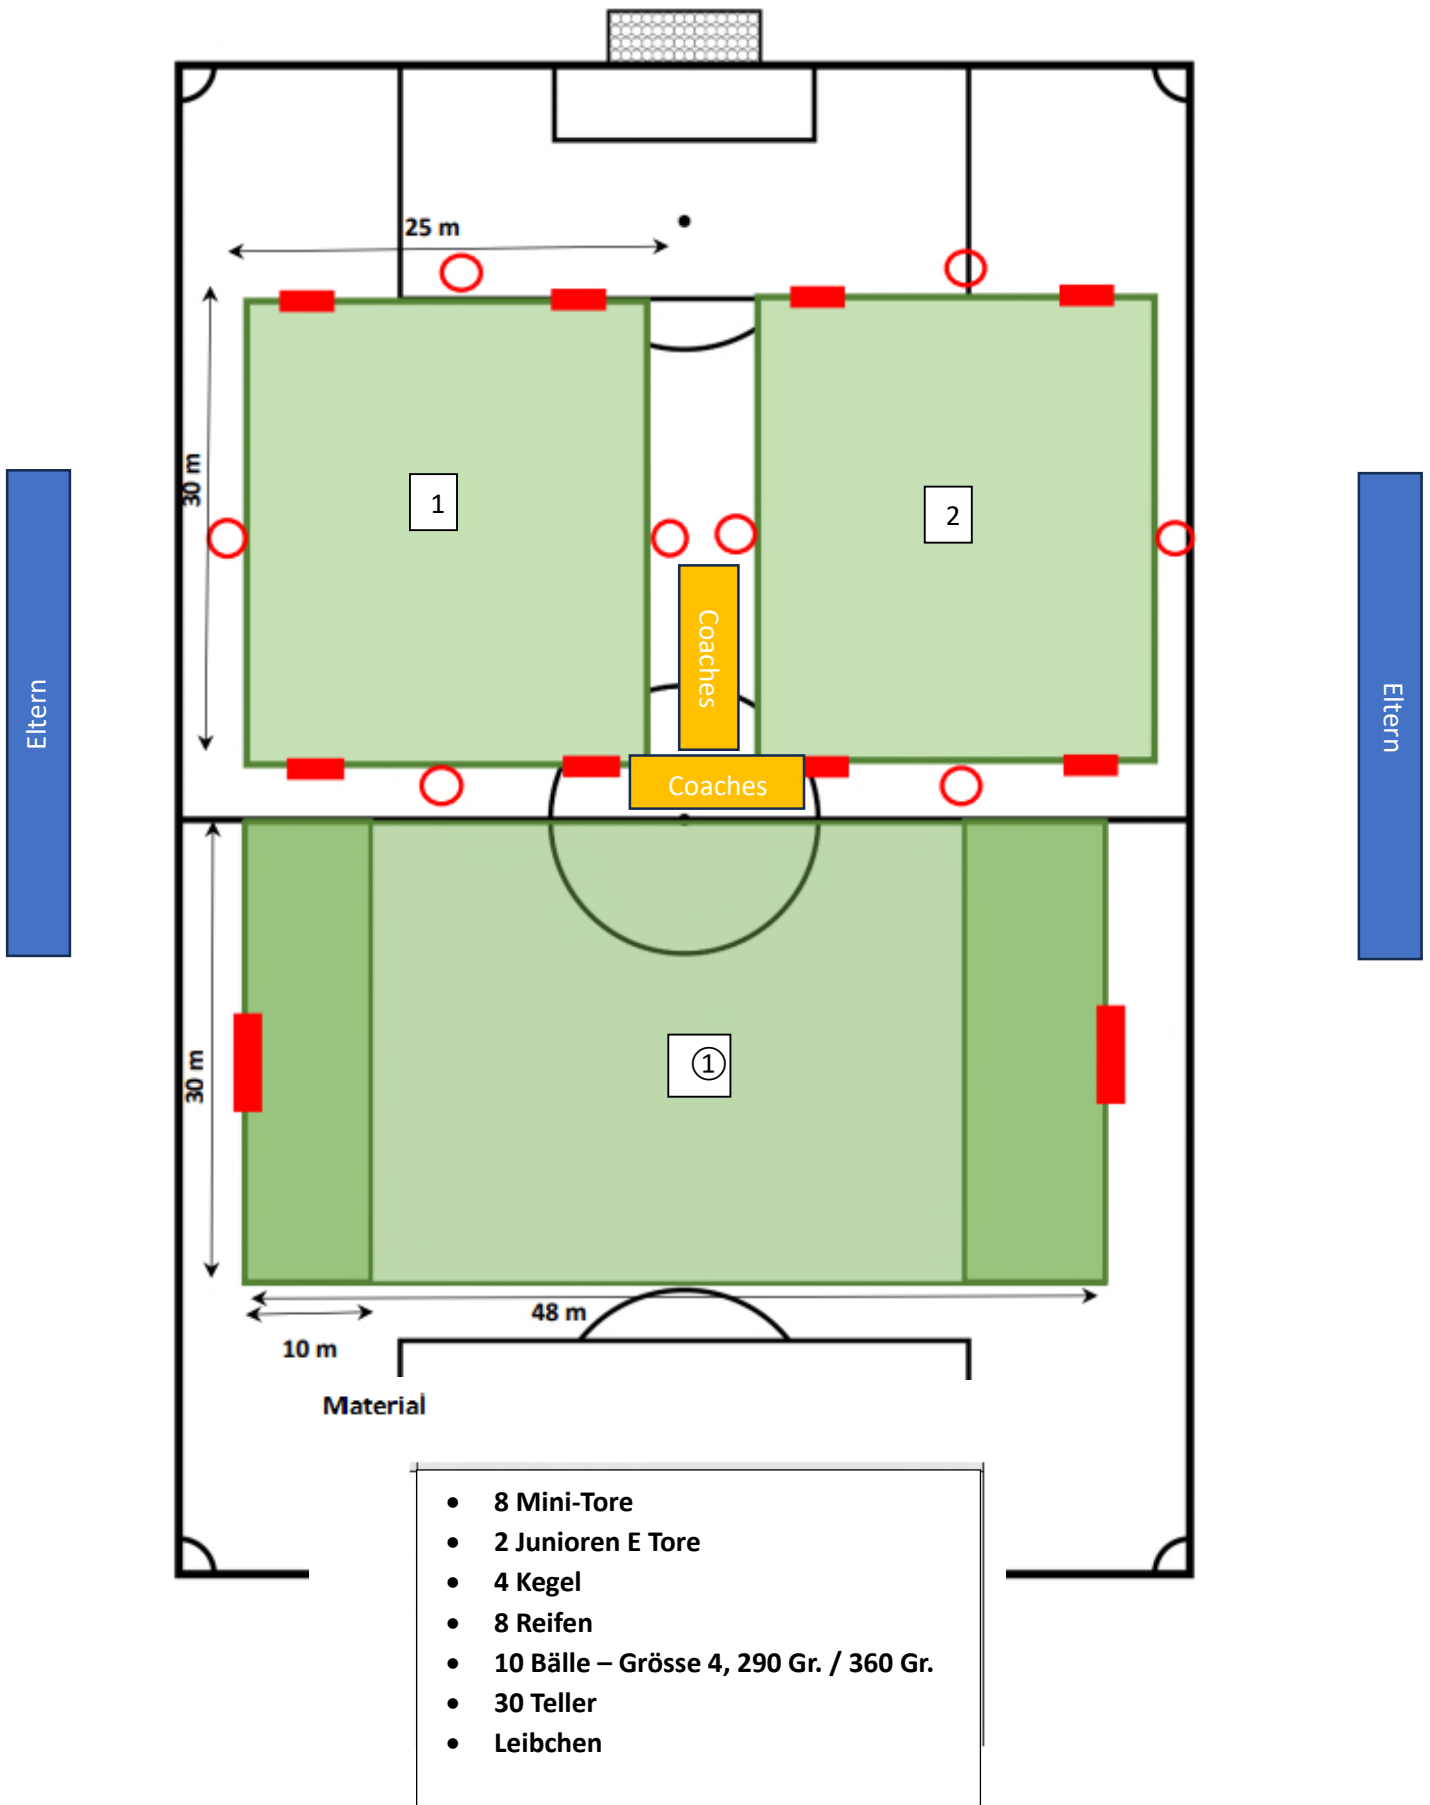 25 m
30 m
1
2
Eltern
Eltern
Coaches
Coaches
30 m
①
48 m
10 m
Material
• 8 Mini-Tore
• 2 Junioren E Tore
• 4 Kegel
• 8 Reifen
• 10 Bälle – Grösse 4, 290 Gr. / 360 Gr.
• 30 Teller
• Leibchen